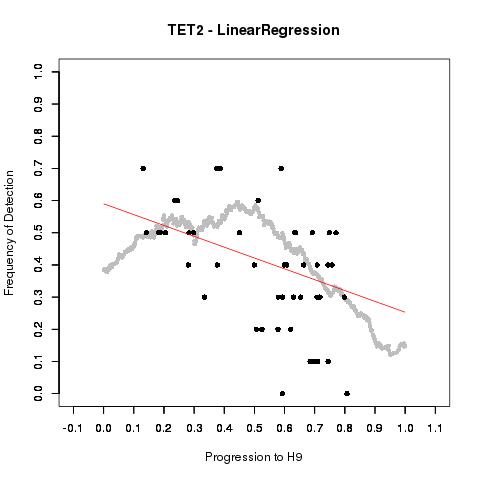 TET2 - LinearRegression
1.0
0.9
0.8
0.7
0.6
0.5
0.4
0.3
0.2
0.1
0.0
Frequency of Detection
-0.1 0.0 0.1 0.2 0.3 0.4 0.5 0.6 0.7 0.8 0.9 1.0 1.1
Progression to H9